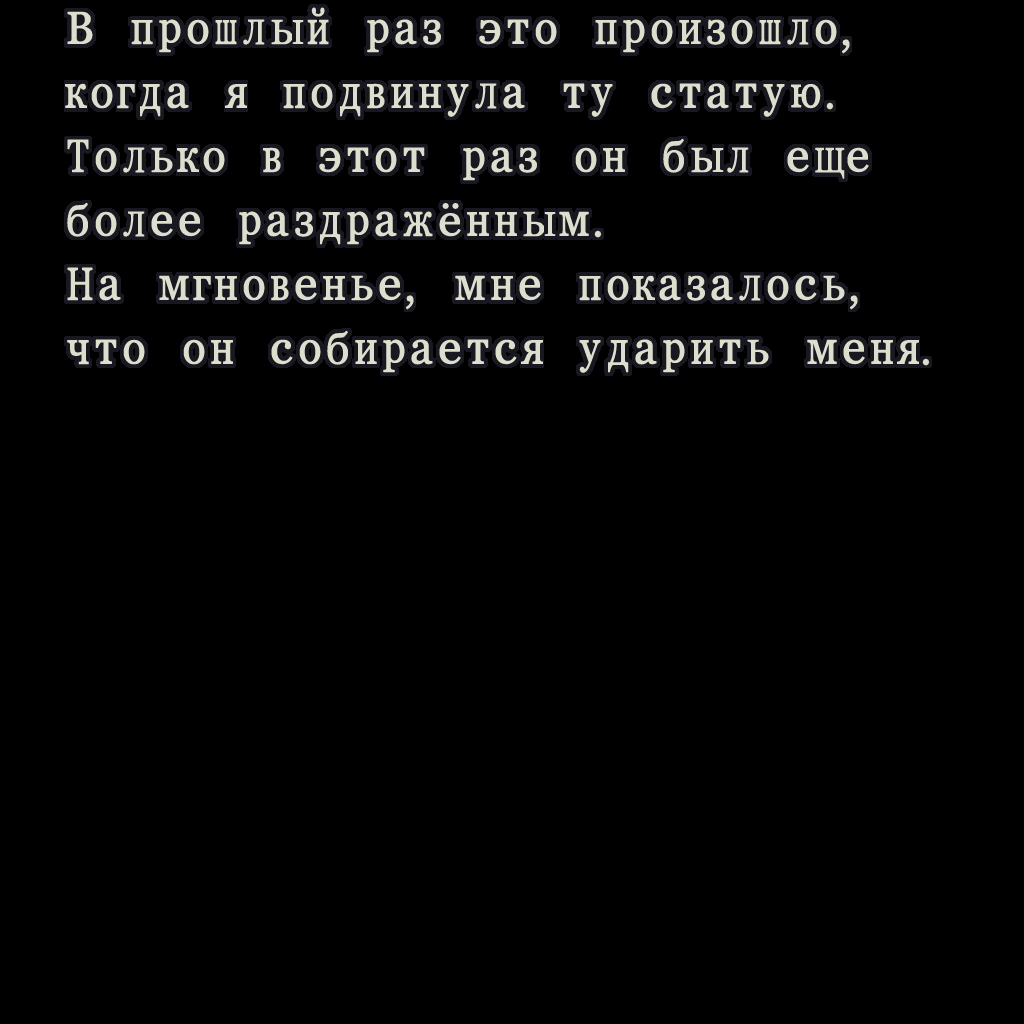 В прошлый раз это произошло,
когда я подвинула ту статую.
Только в этот раз он был еще
более раздражённым.
На мгновенье, мне показалось,
что он собирается ударить меня.